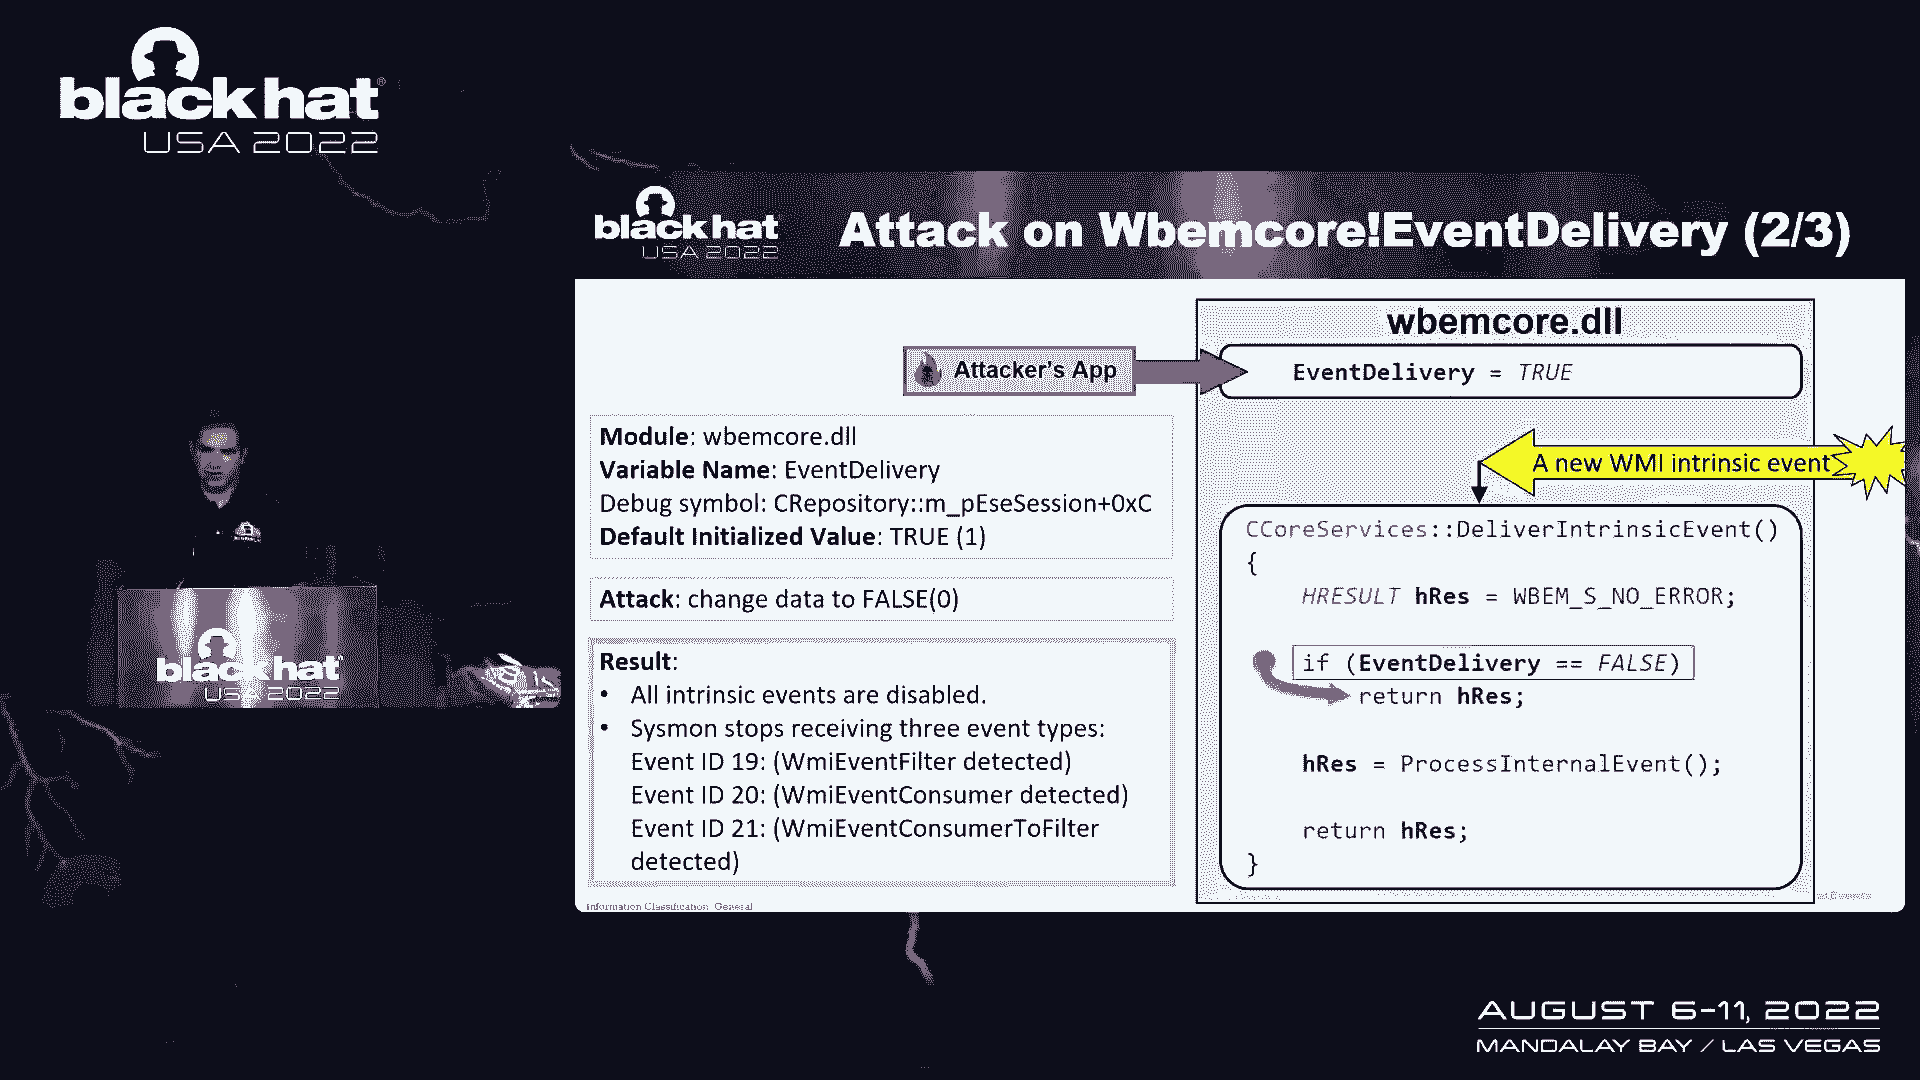 black hat®
USA 2022
black hat
USA 2022
Attack on Wbemcore!EventDelivery (2/3)
wbemcore.dll
Attacker's App
EventDelivery = TRUE
Module: wbemcore.dll
Variable Name: EventDelivery
Debug symbol: CRepository::m_pEseSession+0xC
Default Initialized Value: TRUE (1)
A new WMI intrinsic event
Attack: change data to FALSE(0)
Result:
• All intrinsic events are disabled.
• Sysmon stops receiving three event types:
Event ID 19: (WmiEventFilter detected)
Event ID 20: (WmiEventConsumer detected)
Event ID 21: (WmiEventConsumerToFilter
detected)
CCoreServices::DeliverIntrinsicEvent()
{
HRESULT hRes = WBEM_S_NO_ERROR;
if (EventDelivery == FALSE)
return hRes;
hRes = ProcessInternalEvent();
return hRes;
}
Information Classification: General
black hat
USA 2022
AUGUST 6-11, 2022
MANDALAY BAY / LAS VEGAS